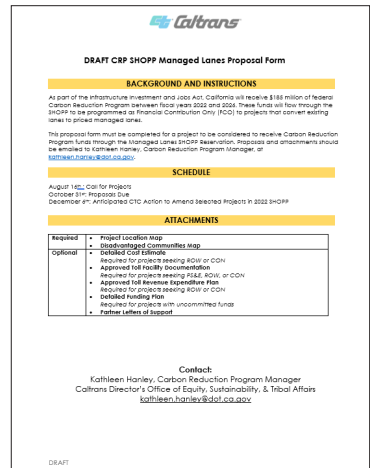 Caltrans
DRAFT CRP SHOPP Managed Lanes Proposal Form
BACKGROUND AND INSTRUCTIONS
As part of the Infrastructure Investment and Jobs Act, California will receive $185 million of federal
Carbon Reduction Program between fiscal years 2022 and 2026. These funds will flow through the
SHOPP to be programmed as Financial Contribution Only (FCO) to projects that convert existing
lanes to priced managed lanes.
This proposal form must be completed for a project to be considered to receive Carbon Reduction
Program funds through the Managed Lanes SHOPP Reservation. Proposals and attachments should
be emailed to Kathleen Hanley, Carbon Reduction Program Manager, at
kathleen.hanley@dot.ca.gov.
SCHEDULE
August 16th: Call for Projects
October 31st: Proposals Due
December 6th: Anticipated CTC Action to Amend Selected Projects in 2022 SHOPP
ATTACHMENTS
Required • Project Location Map
• Disadvantaged Communities Map
Optional • Detailed Cost Estimate
Required for projects seeking ROW or CON
• Approved Toll Facility Documentation
Required for projects seeking PS&E, ROW, or CON
• Approved Toll Revenue Expenditure Plan
Required for projects seeking ROW or CON
• Detailed Funding Plan
Required for projects with uncommitted funds
• Partner Letters of Support
Contact:
Kathleen Hanley, Carbon Reduction Program Manager
Caltrans Director's Office of Equity, Sustainability, & Tribal Affairs
kathleen.hanley@dot.ca.gov
DRAFT